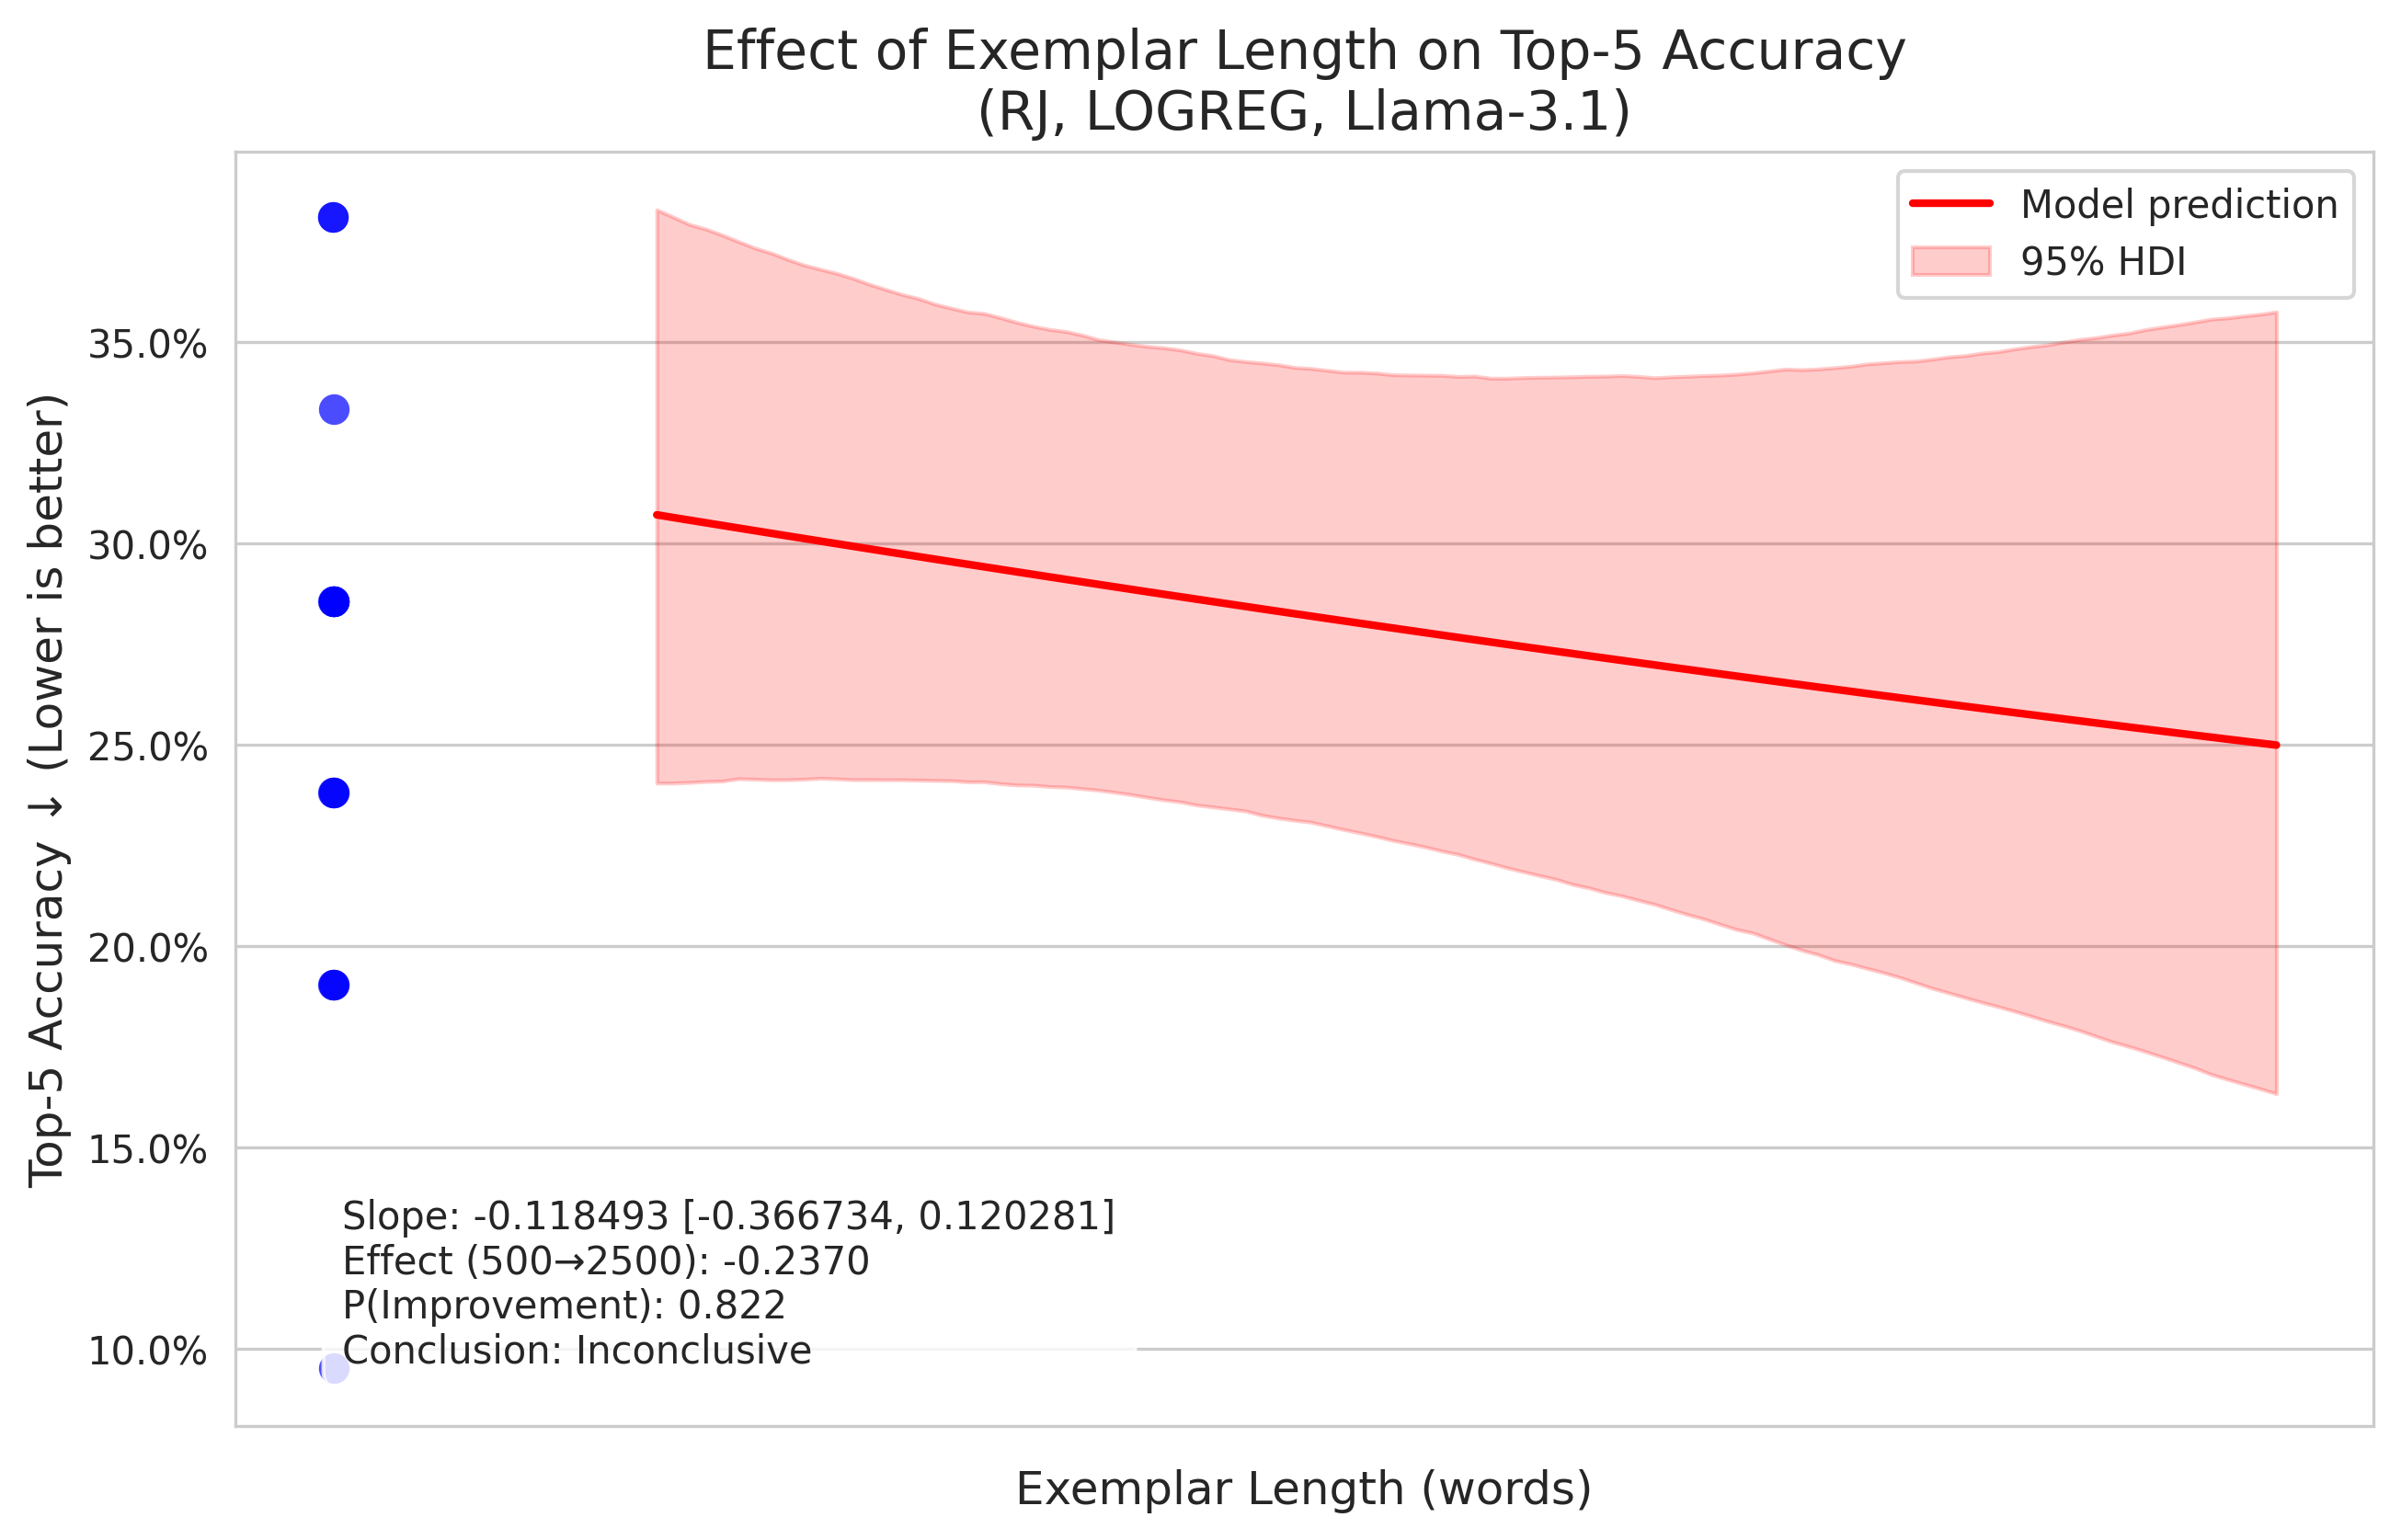 Effect of Exemplar Length on Top-5 Accuracy
(RJ, LOGREG, Llama-3.1)
Model prediction
95% HDI
Top-5 Accuracy ↓ (Lower is better)
35.0%
30.0%
25.0%
20.0%
15.0%
10.0%
Slope: -0.118493 [-0.366734, 0.120281]
Effect (500→2500): -0.2370
P(Improvement): 0.822
Conclusion: Inconclusive
Exemplar Length (words)